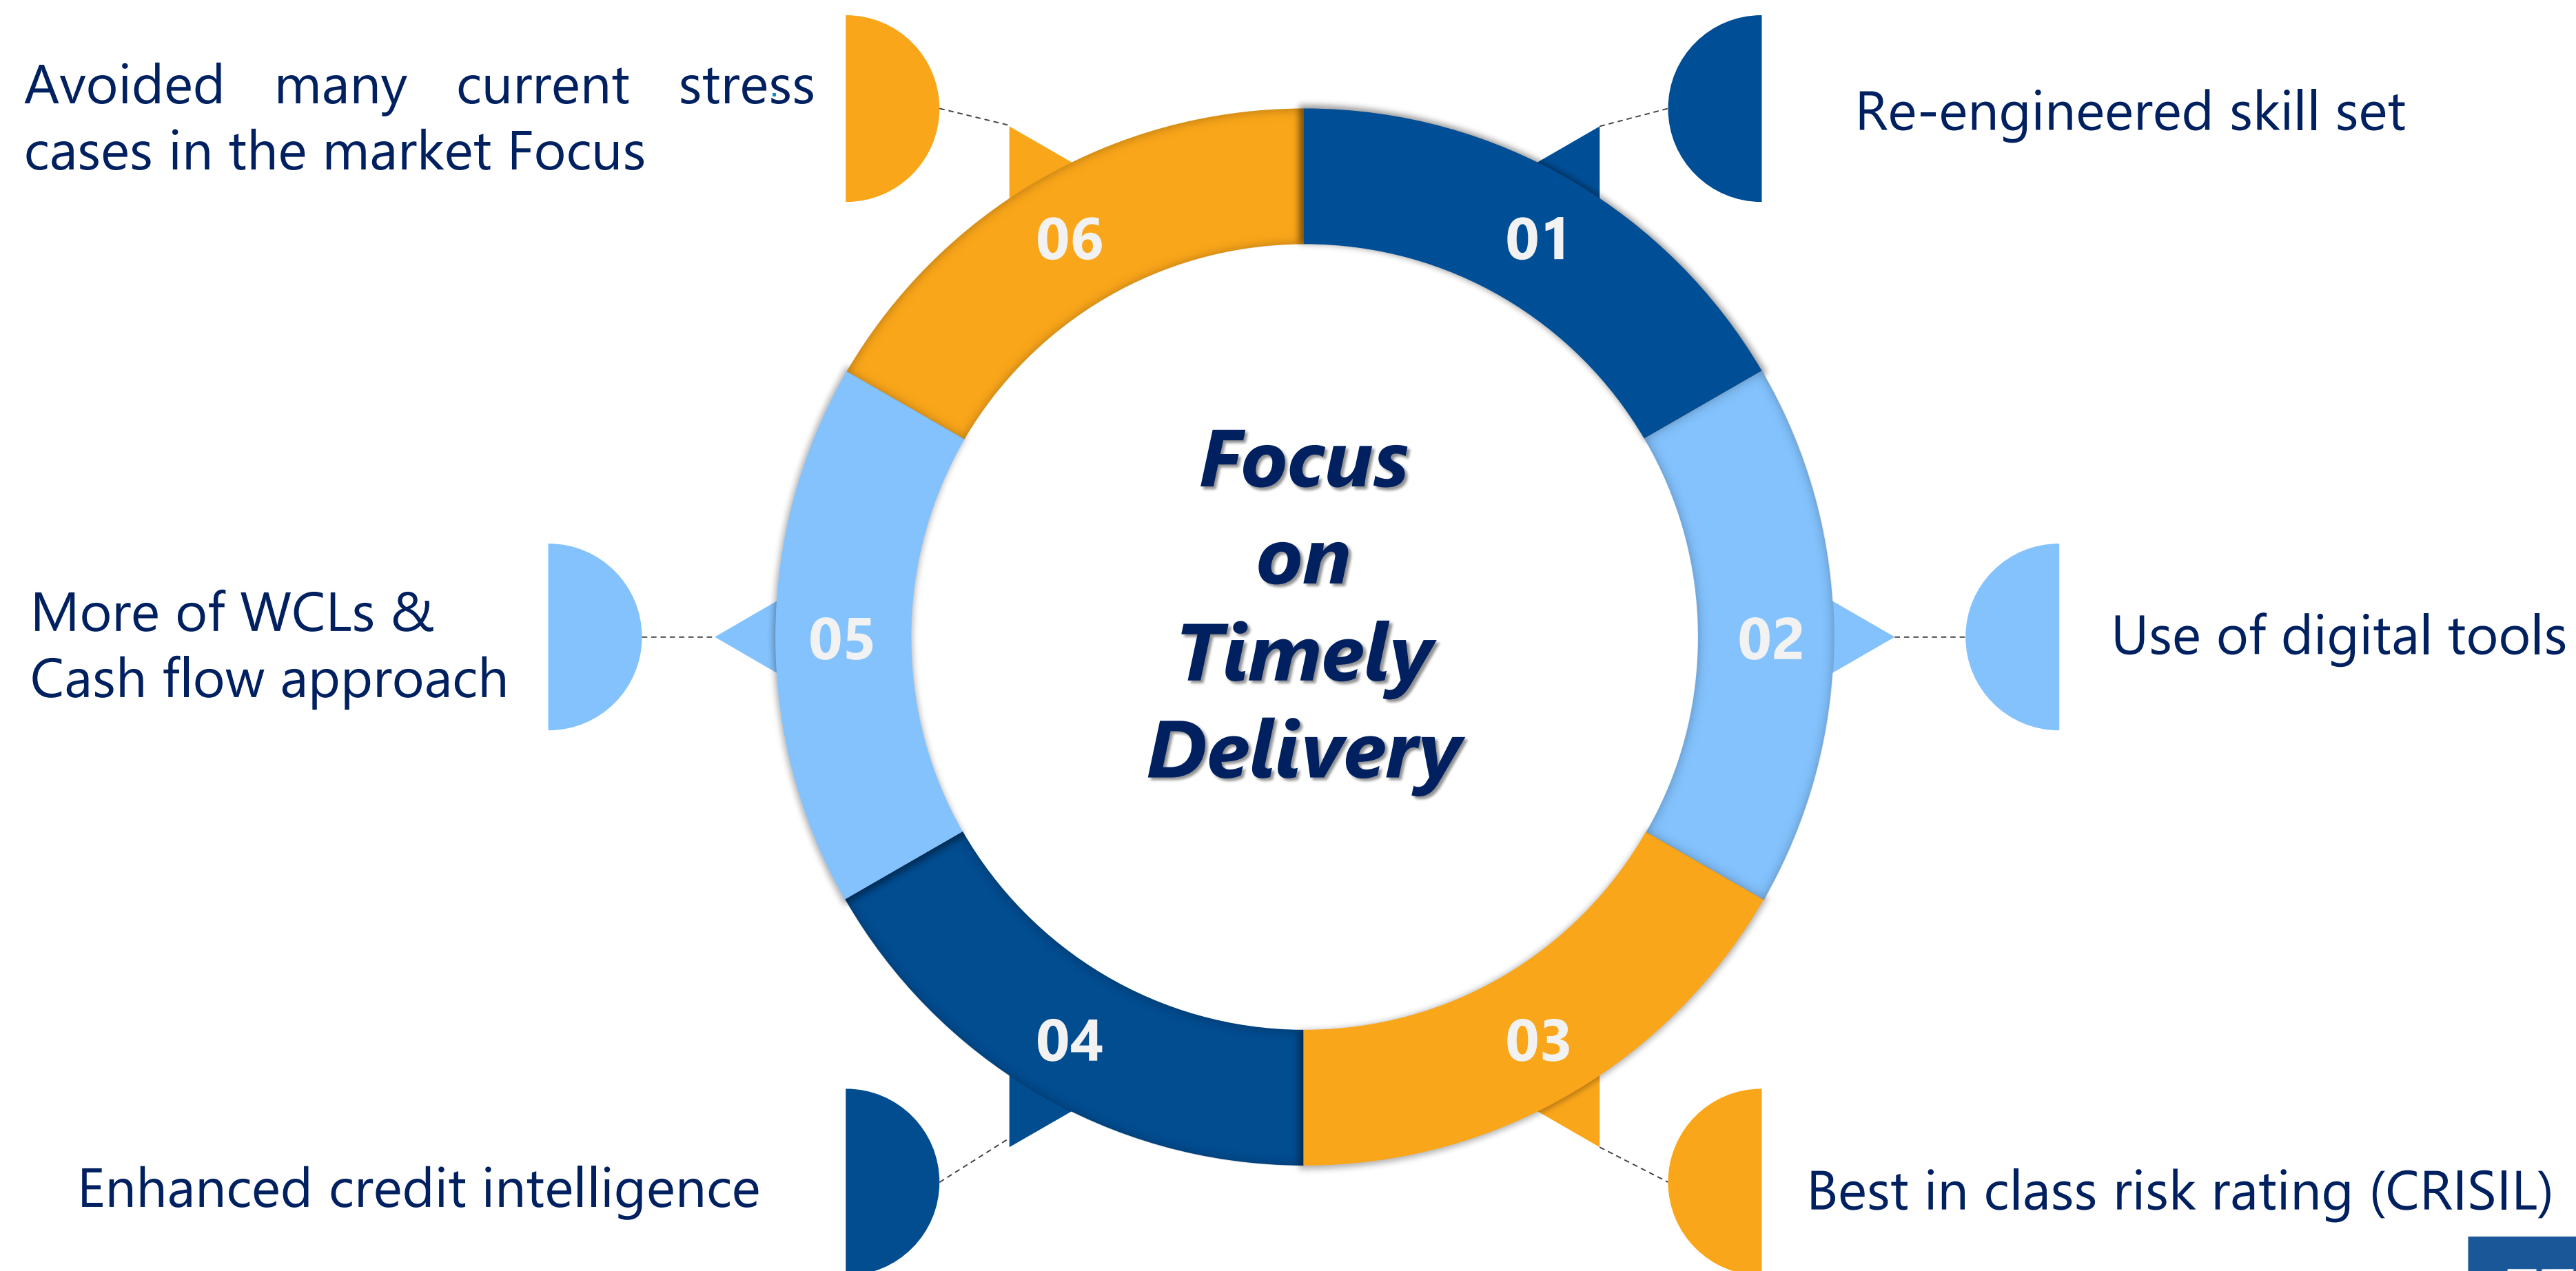 Avoided many current stress
cases in the market Focus
Re-engineered skill set
06
01
Focus
on
Timely
Delivery
More of WCLs &
Cash flow approach
05
02
Use of digital tools
04
03
Enhanced credit intelligence
Best in class risk rating (CRISIL)